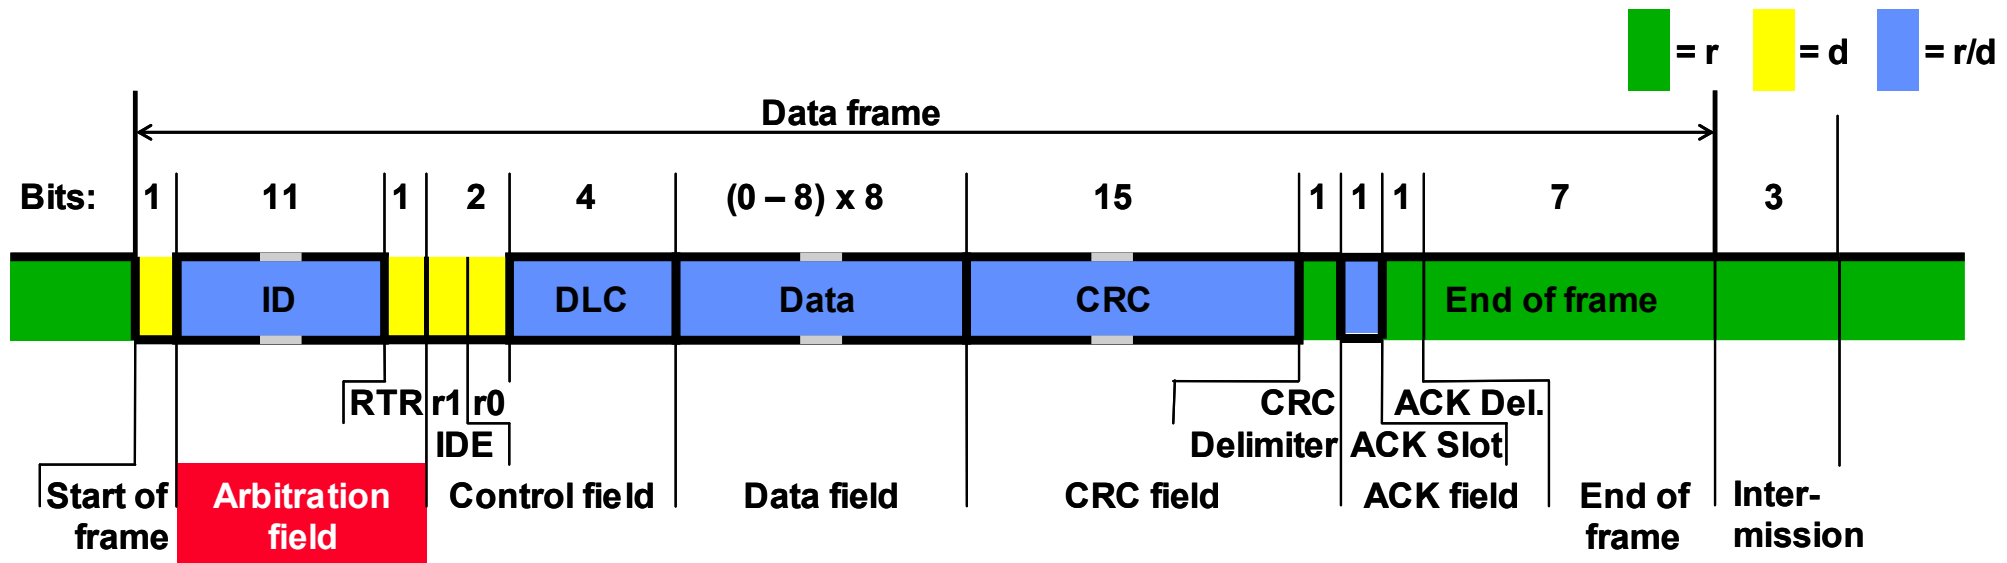 = r = d = r/d
Data frame
Bits: 1 11 1 2 4 (0 – 8) x 8 15 1 1 1 7 3
ID DLC Data CRC End of frame
RTR r1 r0 CRC ACK Del.
IDE Delimiter ACK Slot
Start of Arbitration Control field Data field CRC field ACK field End of Inter-
frame field frame mission